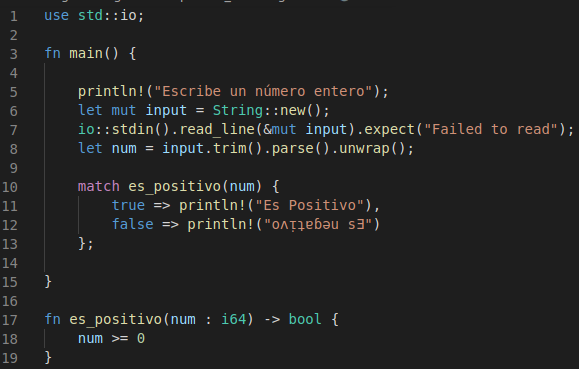 1 use std::io;
2
3 fn main() {
4
5 println!("Escribe un número entero");
6 let mut input = String::new();
7 io::stdin().read_line(&mut input).expect("Failed to read");
8 let num = input.trim().parse().unwrap();
9
10 match es_positivo(num) {
11 true => println!("Es Positivo"),
12 false => println!("oʌı̣ʇɐƃǝu sƎ")
13 };
14
15 }
16
17 fn es_positivo(num : i64) -> bool {
18 num >= 0
19 }